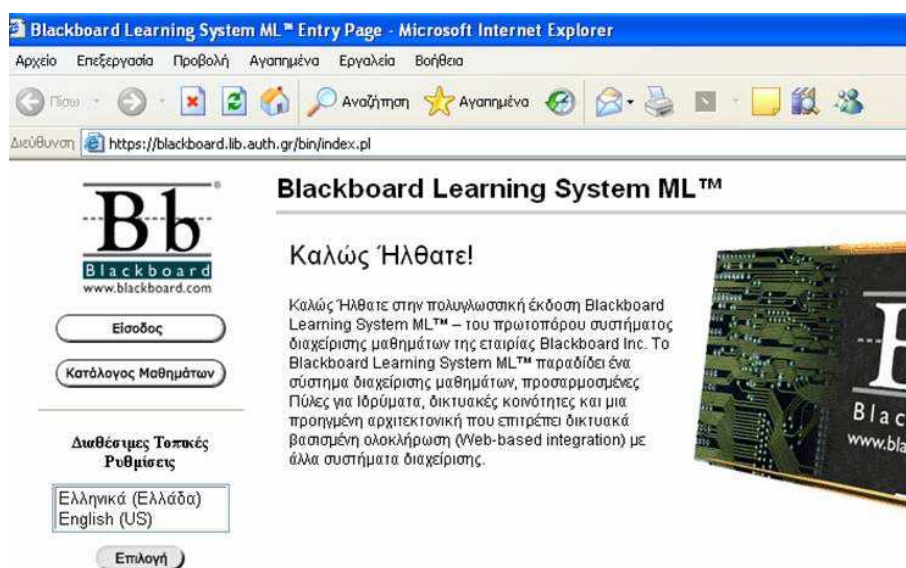 Blackboard Learning System ML™ Entry Page - Microsoft Internet Explorer
Αρχείο Επεξεργασία Προβολή Αγαπημένα Εργαλεία Βοήθεια
Πίσω Αναζήτηση Αγαπημένα
Διεύθυνση https://blackboard.lib.auth.gr/bin/index.pl
Bb®
Blackboard
www.blackboard.com
Είσοδος
Κατάλογος Μαθημάτων
Διαθέσιμες Τοπικές
Ρυθμίσεις
Ελληνικά (Ελλάδα)
English (US)
Επιλογή
Blackboard Learning System ML™
Καλώς Ήλθατε!
Καλώς Ήλθατε στην πολυγλωσσική έκδοση Blackboard
Learning System ML™ – του πρωτοπόρου συστήματος
διαχείρισης μαθημάτων της εταιρίας Blackboard Inc. Το
Blackboard Learning System ML™ παραδίδει ένα
σύστημα διαχείρισης μαθημάτων, προσαρμοσμένες
Πύλες για Ιδρύματα, δικτυακές κοινότητες και μια
προηγμένη αρχιτεκτονική που επιτρέπει δικτυακά
βασισμένη ολοκλήρωση (Web-based integration) με
άλλα συστήματα διαχείρισης.
Blac
www.bla